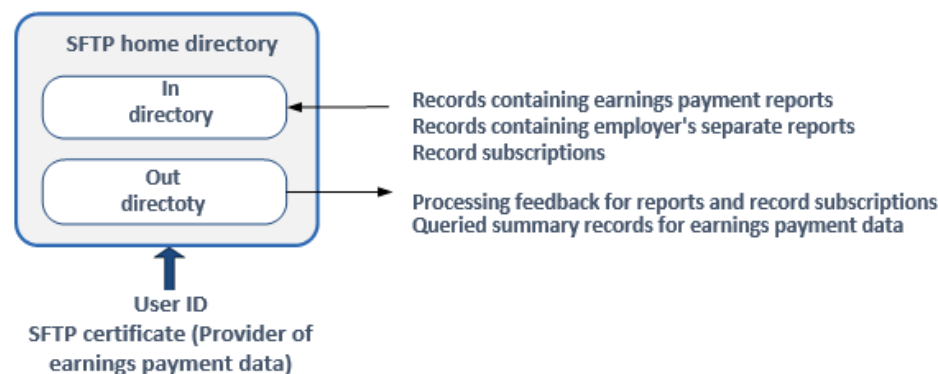 SFTP home directory
In
directory
Out
directoty
Records containing earnings payment reports
Records containing employer's separate reports
Record subscriptions
Processing feedback for reports and record subscriptions
Queried summary records for earnings payment data
User ID
SFTP certificate (Provider of
earnings payment data)